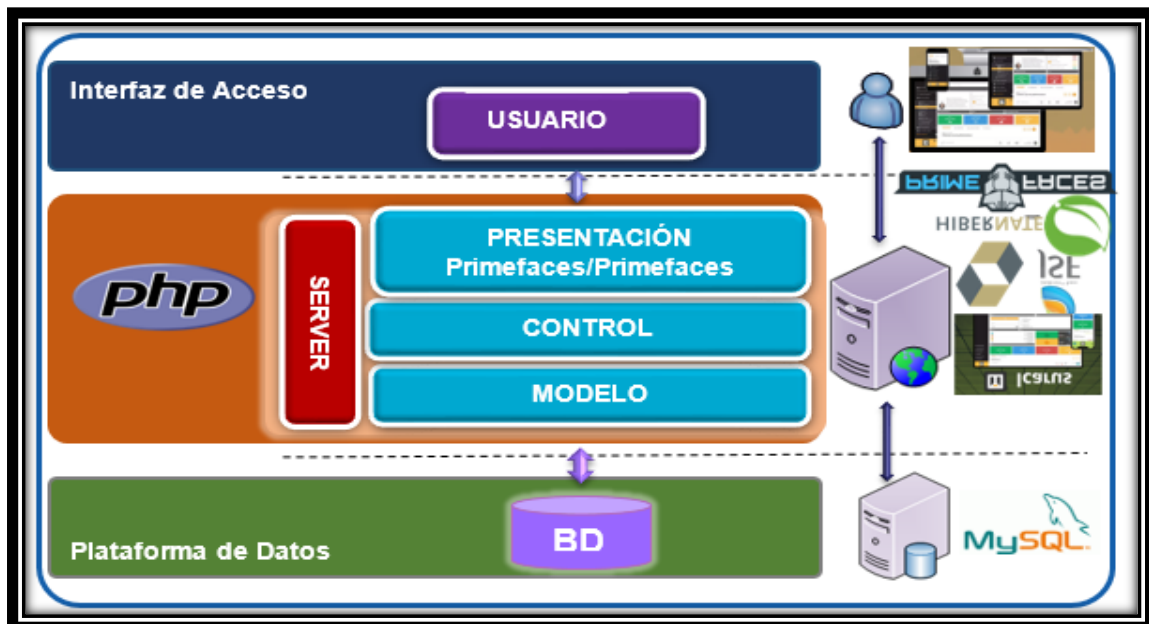 Interfaz de Acceso
USUARIO
PRIME FACES
HIBERNATE
php
SERVER
PRESENTACIÓN
Primefaces/Primefaces
JSF
CONTROL
MODELO
Icarus
Plataforma de Datos
BD
MySQL